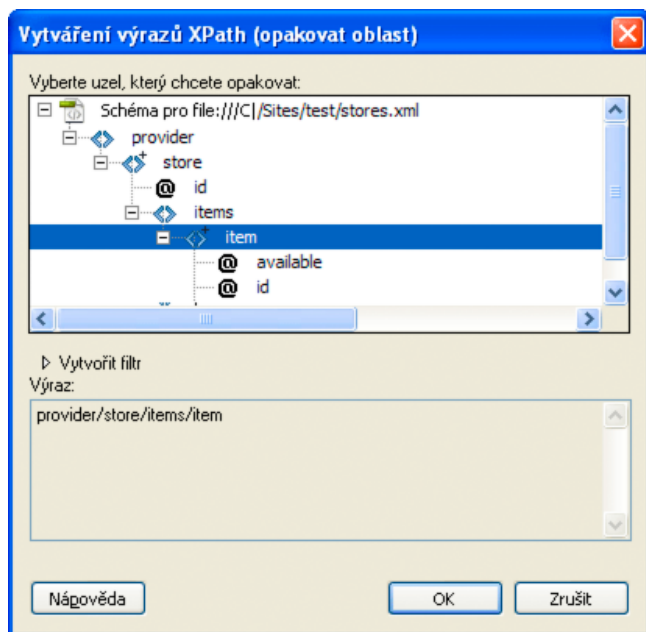 Vytváření výrazů XPath (opakovat oblast)
Vyberte uzel, který chcete opakovat:
Schéma pro file:///C|/Sites/test/stores.xml
provider
store
id
items
item
available
id
Vytvořit filtr
Výraz:
provider/store/items/item
Nápověda
OK
Zrušit